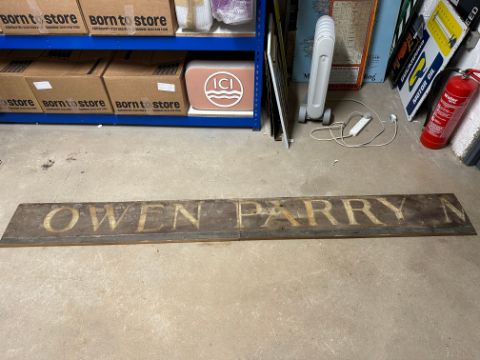 Born to store
Born to store
Born to store
Born to store
ICI
OWEN PARRY M